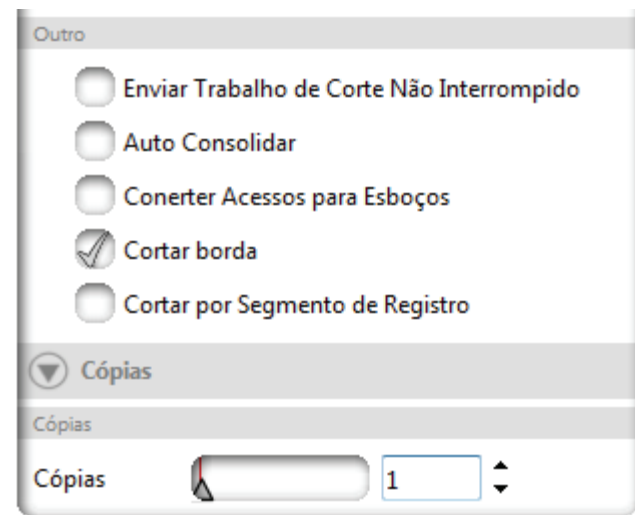 Outro
Enviar Trabalho de Corte Não Interrompido
Auto Consolidar
Conerter Acessos para Esboços
Cortar borda
Cortar por Segmento de Registro
Cópias
Cópias
Cópias 1